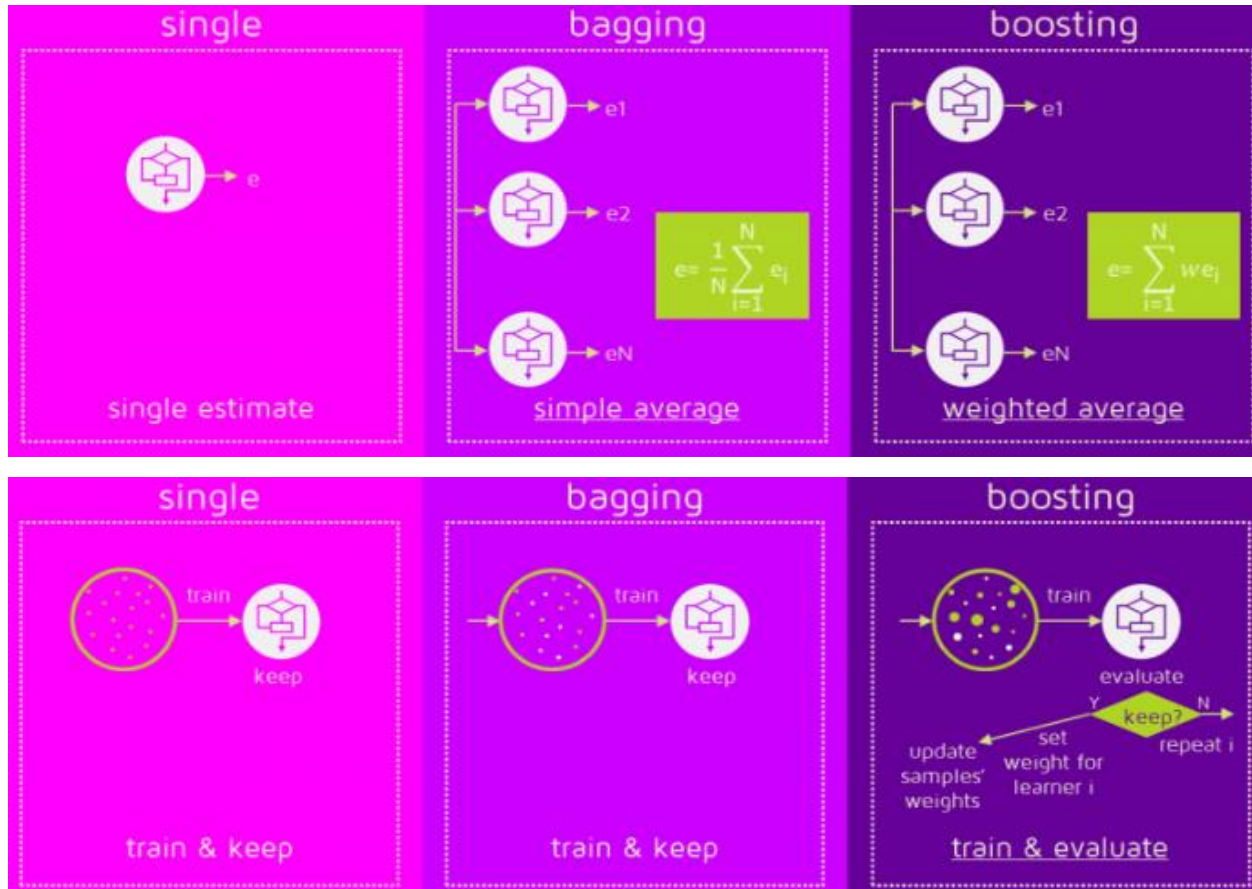 single
e
single estimate
bagging
e1
e2
e= 1/N N∑i=1 ei
eN
simple average
boosting
e1
e2
e= N∑i=1 wei
eN
weighted average
single
train
keep
train & keep
bagging
train
keep
train & keep
boosting
train
evaluate
Y
keep?
N
repeat i
set
weight for
learner i
update
samples'
weights
train & evaluate